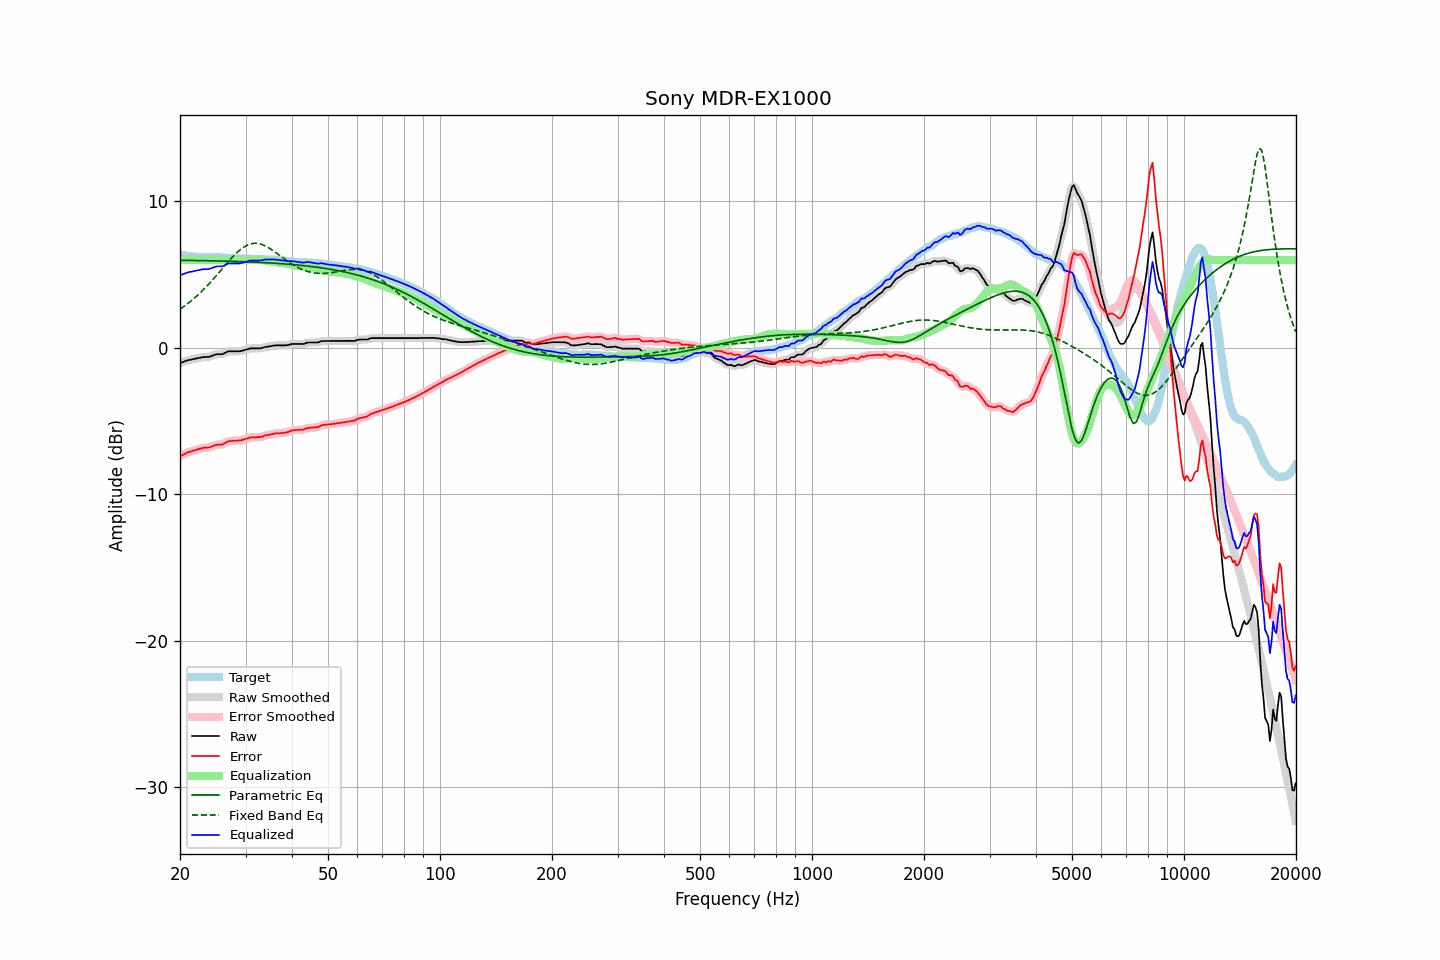 Sony MDR-EX1000
Amplitude (dBr)
10
0
−10
−20
−30
Target
Raw Smoothed
Error Smoothed
Raw
Error
Equalization
Parametric Eq
Fixed Band Eq
Equalized
20 50 100 200 500 1000 2000 5000 10000 20000
Frequency (Hz)